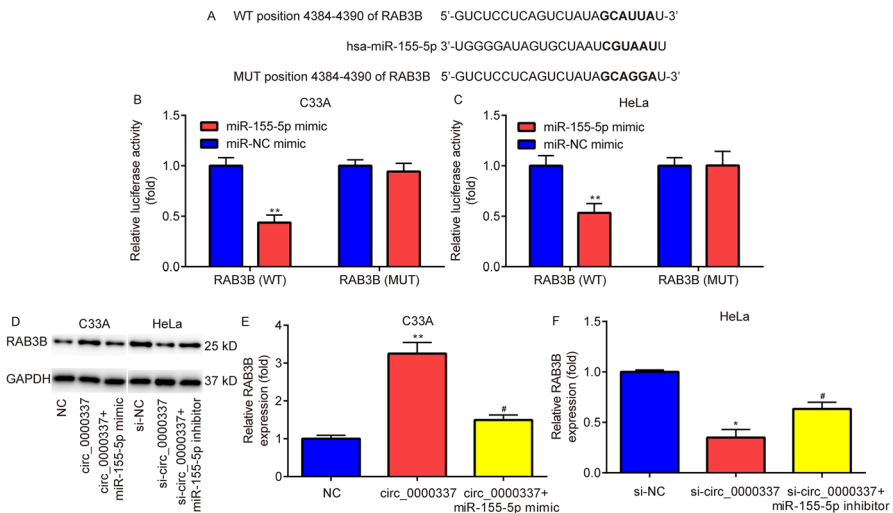 A WT position 4384-4390 of RAB3B 5'-GUCUCCUCAGUCUAUAGCAUUAU-3'
hsa-miR-155-5p 3'-UGGGGAUAGUGCUAAUCGUAAUU
MUT position 4384-4390 of RAB3B 5'-GUCUCCUCAGUCUAUAGCAGGAU-3'
B
C33A
Relative luciferase activity
(fold)
1.5
1.0
0.5
0.0
miR-155-5p mimic
miR-NC mimic
**
RAB3B (WT)
RAB3B (MUT)
C
HeLa
Relative luciferase activity
(fold)
1.5
1.0
0.5
0.0
miR-155-5p mimic
miR-NC mimic
**
RAB3B (WT)
RAB3B (MUT)
D
C33A
HeLa
RAB3B
25 kD
GAPDH
37 kD
NC
circ_0000337
circ_0000337+
miR-155-5p mimic
si-NC
si-circ_0000337
si-circ_0000337+
miR-155-5p inhibitor
E
C33A
Relative RAB3B
expression (fold)
4
3
2
1
0
**
#
NC
circ_0000337
circ_0000337+
miR-155-5p mimic
F
HeLa
Relative RAB3B
expression (fold)
1.5
1.0
0.5
0.0
*
#
si-NC
si-circ_0000337
si-circ_0000337+
miR-155-5p inhibitor